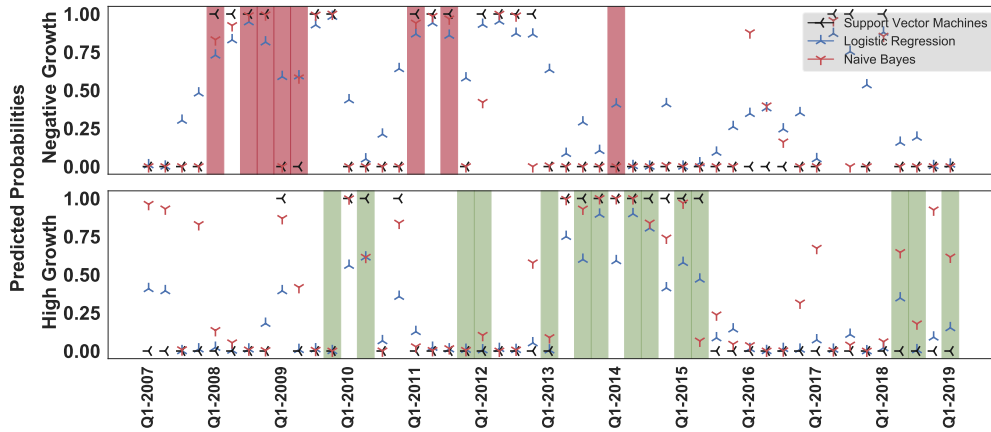 Predicted Probabilities
Negative Growth
1.00
0.75
0.50
0.25
0.00
Support Vector Machines
Logistic Regression
Naive Bayes
High Growth
1.00
0.75
0.50
0.25
0.00
Q1-2007
Q1-2008
Q1-2009
Q1-2010
Q1-2011
Q1-2012
Q1-2013
Q1-2014
Q1-2015
Q1-2016
Q1-2017
Q1-2018
Q1-2019